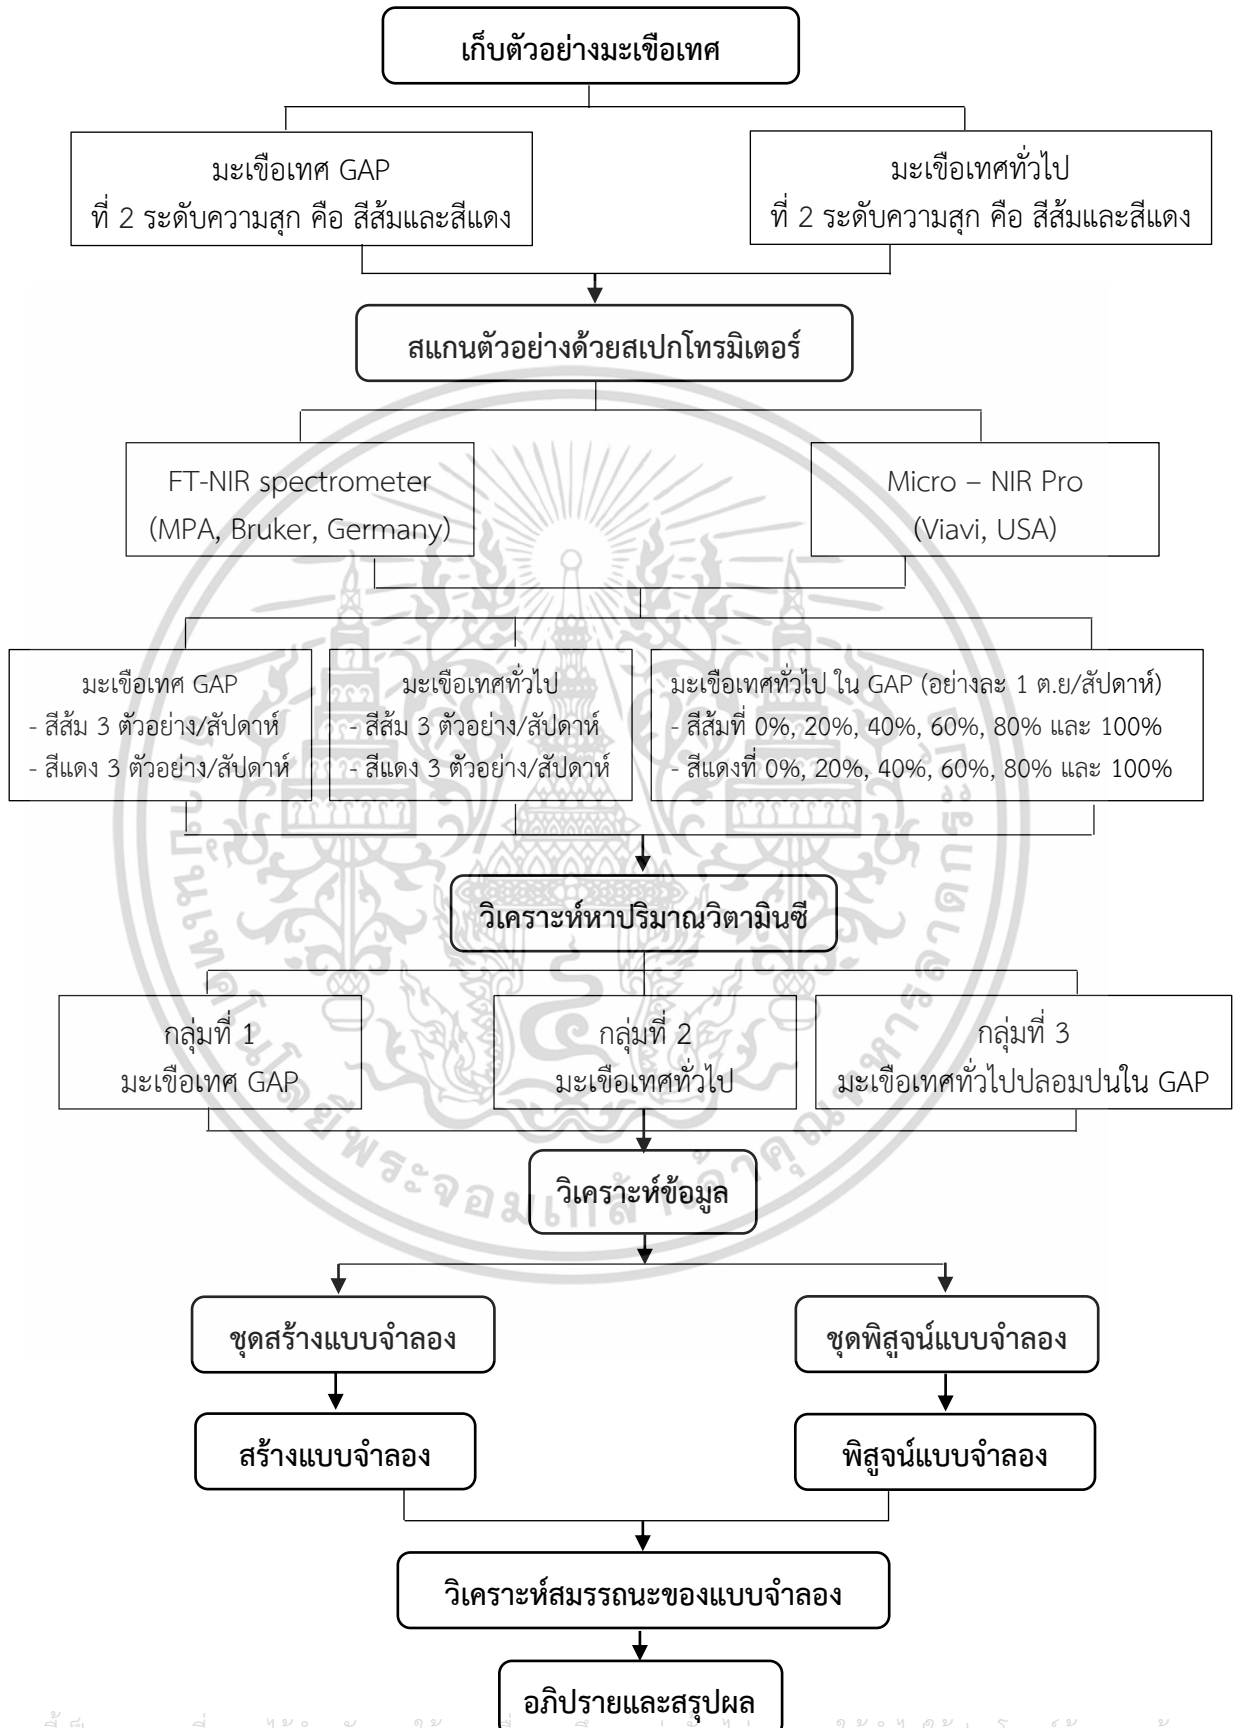 เก็บตัวอย่างมะเขือเทศ
มะเขือเทศ GAP
ที่ 2 ระดับความสุก คือ สีส้มและสีแดง
มะเขือเทศทั่วไป
ที่ 2 ระดับความสุก คือ สีส้มและสีแดง
สแกนตัวอย่างด้วยสเปกโทรมิเตอร์
FT-NIR spectrometer
(MPA, Bruker, Germany)
Micro – NIR Pro
(Viavi, USA)
มะเขือเทศ GAP
- สีส้ม 3 ตัวอย่าง/สัปดาห์
- สีแดง 3 ตัวอย่าง/สัปดาห์
มะเขือเทศทั่วไป
- สีส้ม 3 ตัวอย่าง/สัปดาห์
- สีแดง 3 ตัวอย่าง/สัปดาห์
มะเขือเทศทั่วไป ใน GAP (อย่างละ 1 ต.ย/สัปดาห์)
- สีส้มที่ 0%, 20%, 40%, 60%, 80% และ 100%
- สีแดงที่ 0%, 20%, 40%, 60%, 80% และ 100%
วิเคราะห์หาปริมาณวิตามินซี
กลุ่มที่ 1
มะเขือเทศ GAP
กลุ่มที่ 2
มะเขือเทศทั่วไป
กลุ่มที่ 3
มะเขือเทศทั่วไปปลอมปนใน GAP
วิเคราะห์ข้อมูล
ชุดสร้างแบบจำลอง
ชุดพิสูจน์แบบจำลอง
สร้างแบบจำลอง
พิสูจน์แบบจำลอง
วิเคราะห์สมรรถนะของแบบจำลอง
อภิปรายและสรุปผล